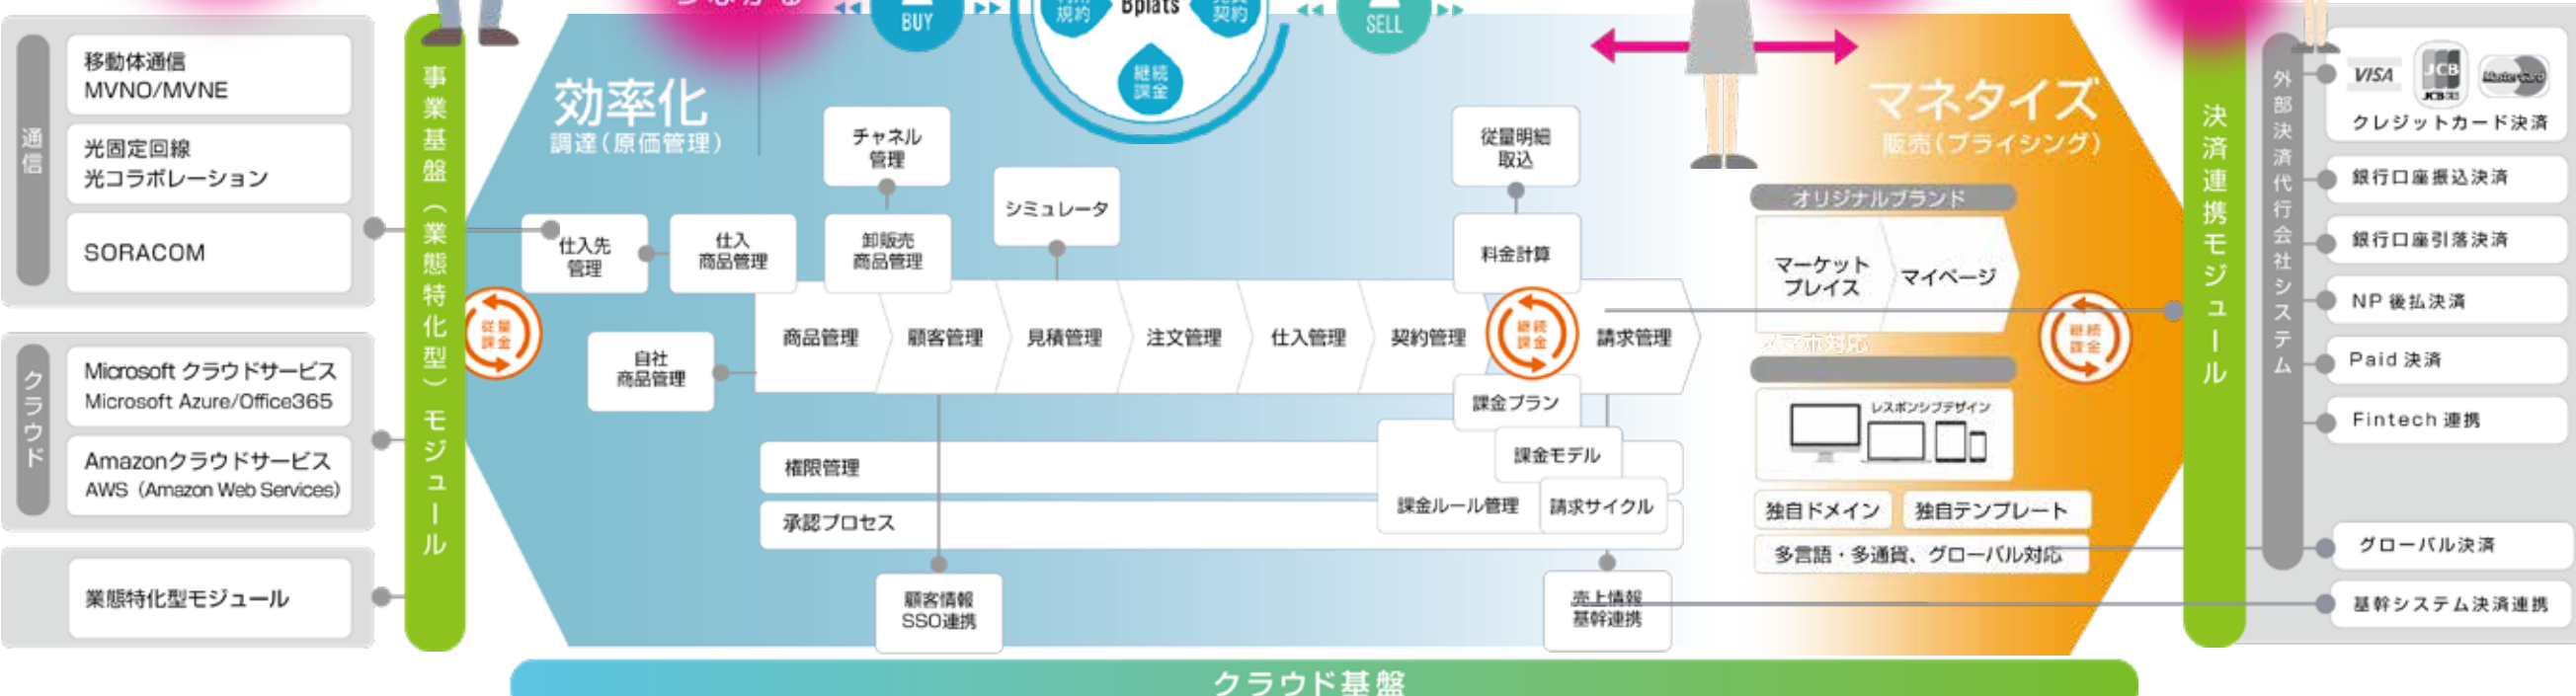 BUY
規約
Bplats
契約
SELL
継続
課金
通信
移動体通信
MVNO/MVNE
光固定回線
光コラボレーション
SORACOM
クラウド
Microsoft クラウドサービス
Microsoft Azure/Office365
Amazonクラウドサービス
AWS（Amazon Web Services）
業態特化型モジュール
事業基盤（業態特化型）モジュール
効率化
調達（原価管理）
チャネル
管理
シミュレータ
従量明細
取込
仕入先
管理
仕入
商品管理
卸販売
商品管理
料金計算
従量
課金
自社
商品管理
商品管理
顧客管理
見積管理
注文管理
仕入管理
契約管理
継続
課金
請求管理
課金プラン
課金モデル
課金ルール管理
請求サイクル
権限管理
承認プロセス
顧客情報
SSO連携
売上情報
基幹連携
マネタイズ
販売（プライシング）
オリジナルブランド
マーケット
プレイス
マイページ
スマホ対応
継続
課金
レスポンシブデザイン
独自ドメイン
独自テンプレート
多言語・多通貨、グローバル対応
決済連携モジュール
外部決済代行会社システム
VISA
JCB
MasterCard
クレジットカード決済
銀行口座振込決済
銀行口座引落決済
NP 後払決済
Paid 決済
Fintech 連携
グローバル決済
基幹システム決済連携
クラウド基盤